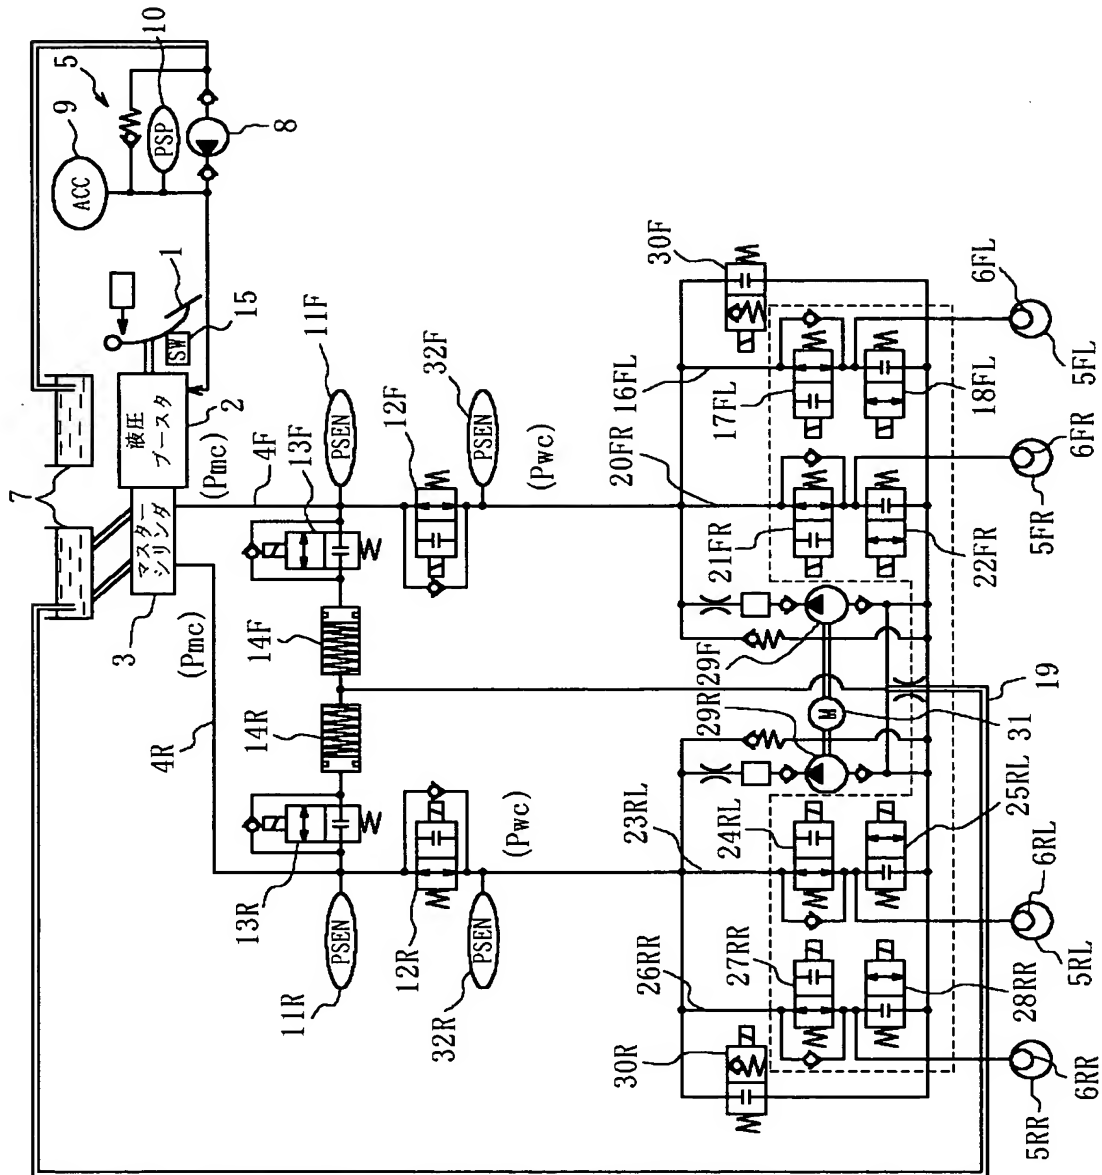 10
5
9
PSP
ACC
8
1
15
SW
7
液圧
ブースタ
2
マスター
シリンダ
3
(Pmc)
(Pmc)
4F
4R
11F
PSEN
13F
32F
PSEN
12F
14F
14R
13R
PSEN
11R
12R
PSEN
32R
(Pwc)
(Pwc)
30F
16FL
17FL
18FL
6FL
5FL
20FR
21FR
22FR
6FR
5FR
29F
29R
M
19
31
23RL
24RL
25RL
6RL
5RL
26RR
27RR
28RR
30R
6RR
5RR